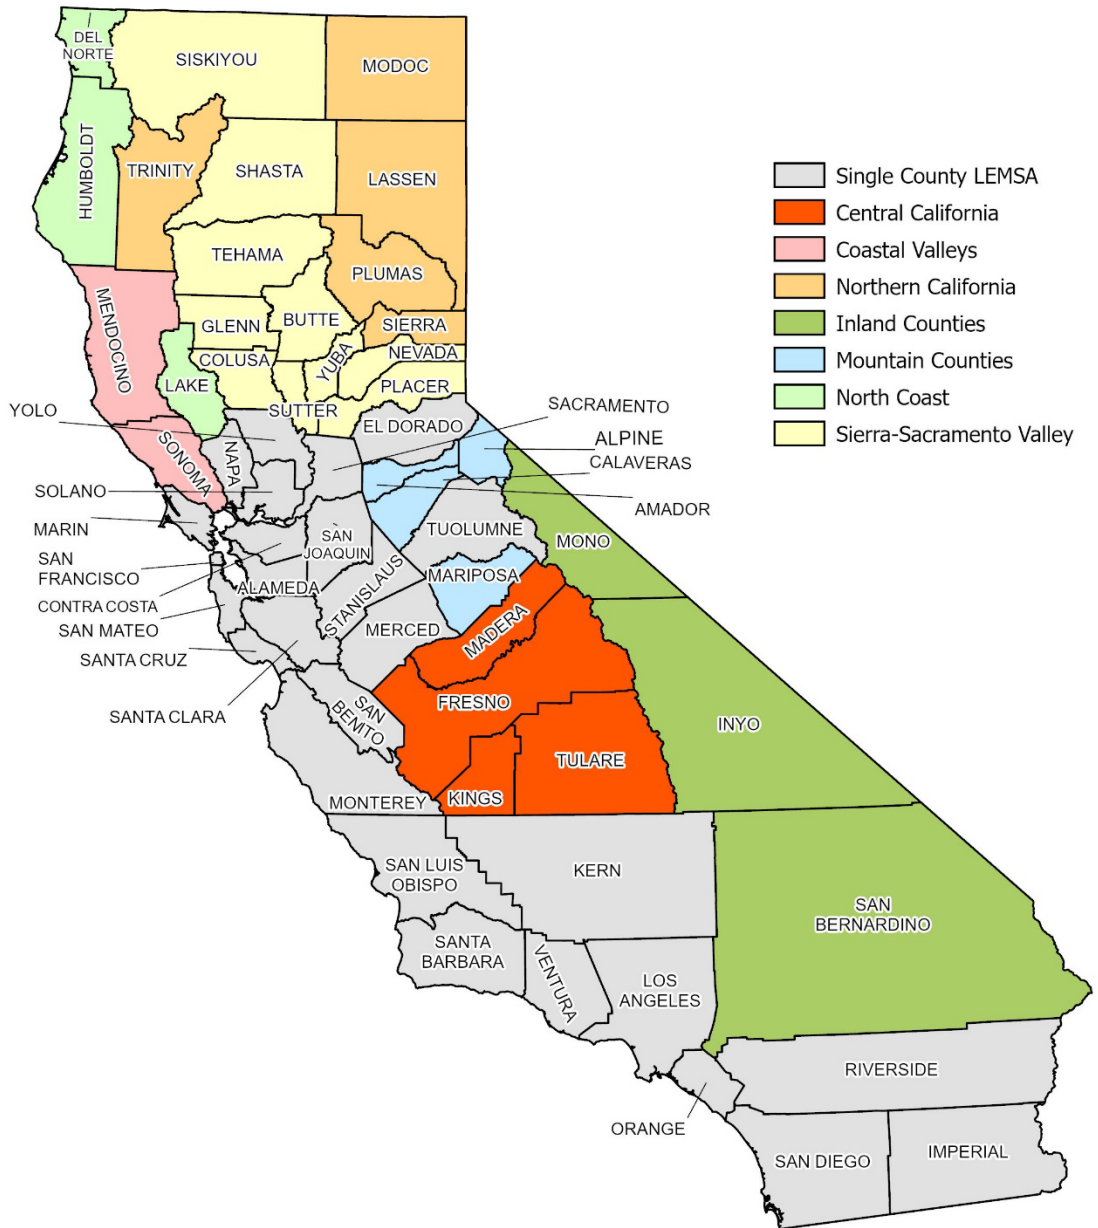 DEL
NORTE
SISKIYOU
MODOC
HUMBOLDT
TRINITY
SHASTA
LASSEN
TEHAMA
PLUMAS
MENDOCINO
GLENN
BUTTE
SIERRA
COLUSA
YUBA
NEVADA
LAKE
PLACER
SUTTER
YOLO
EL DORADO
SACRAMENTO
ALPINE
SONOMA
NAPA
CALAVERAS
SOLANO
AMADOR
MARIN
TUOLUMNE
MONO
SAN
JOAQUIN
SAN
FRANCISCO
MARIPOSA
ALAMEDA
STANISLAUS
CONTRA COSTA
SAN MATEO
MERCED
MADERA
SANTA CRUZ
SANTA CLARA
SAN
BENITO
FRESNO
INYO
TULARE
MONTEREY
KINGS
SAN LUIS
OBISPO
KERN
SAN
BERNARDINO
SANTA
BARBARA
VENTURA
LOS
ANGELES
RIVERSIDE
ORANGE
SAN DIEGO
IMPERIAL
Single County LEMSA
Central California
Coastal Valleys
Northern California
Inland Counties
Mountain Counties
North Coast
Sierra-Sacramento Valley